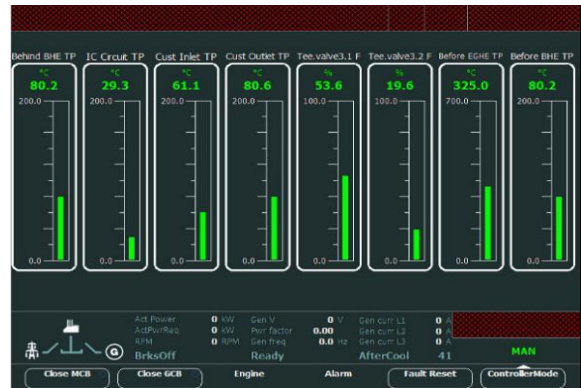 Behind BHE TP IC Circuit TP Cust Inlet TP Cust Outlet TP Tee.valve3.1 F Tee.valve3.2 F Before EGHE TP Before BHE TP
°C °C °C °C % % °C °C
80.2 29.3 61.1 80.6 53.6 19.6 325.0 80.2
200.0 200.0 200.0 200.0 100.0 100.0 700.0 200.0
0.0 0.0 0.0 0.0 0.0 0.0 0.0 0.0
Act Power 0 kW Gen V 0 V Gen curr L1 0 A
ActPwrReq 0 kW Pwr factor 0.00 Gen curr L2 0 A
RPM 0 RPM Gen freq 0.0 Hz Gen curr L3 0 A
G BrksOff Ready AfterCool 41 MAN
Close MCB Close GCB Engine Alarm Fault Reset ControllerMode